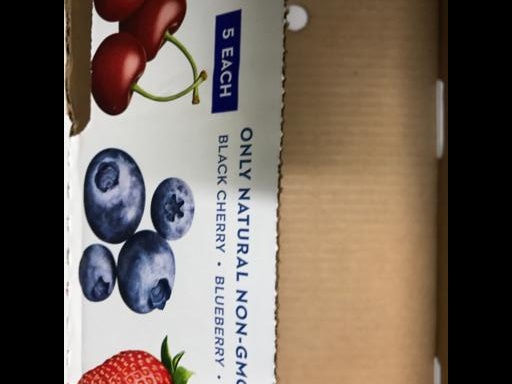 5 EACH
ONLY NATURAL NON-GMO
BLACK CHERRY • BLUEBERRY •